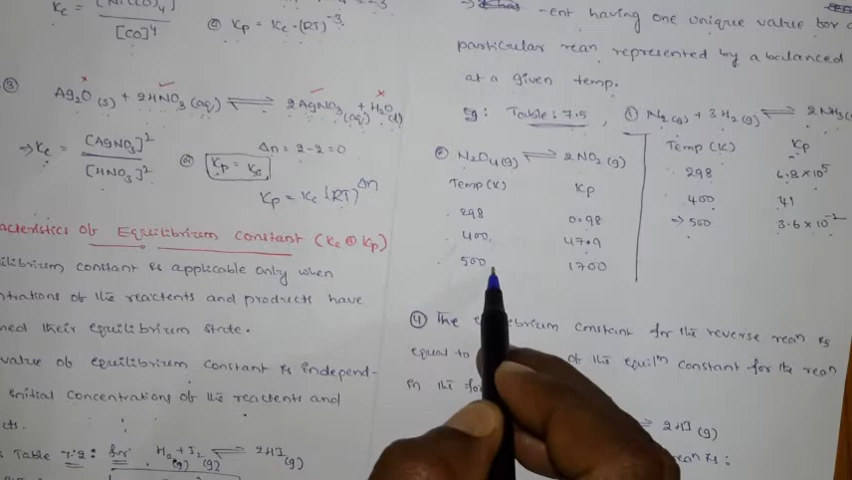 Kc = [Ni(CO)4] / [CO]^4
Kp = Kc·(RT)^-3
③ Ag2O(s) + 2HNO3(aq) ⇌ 2AgNO3(aq) + H2O(l)
→ Kc = [AgNO3]^2 / [HNO3]^2
Δn = 2-2=0
Kp = Kc
Kp = Kc (RT)^Δn
acteristics of Equilibrium Constant (Kc Kp)
ilibrium constant is applicable only when
ntrations of the reactents and products have
ned their equilibrium state.
value of equilibrium constant is independ-
initial concentrations of the reactents and
cts.
Table 7.2: for H2(g) + I2(g) ⇌ 2HI(g)
-ent having one unique value for
particular rean represented by a balanced
at a given temp.
Eg: Table: 7.5, ① N2(g) + 3H2(g) ⇌ 2NH3(
Temp (K) Kp
298 6.8×10^5
400 41
→ 500 3.6×10^-2
② N2O4(g) ⇌ 2NO2(g)
Temp (K) Kp
298 0.98
400 47.9
500 1700
④ The brium constant for the reverse rean is
equal to of the equilm constant for the rean
in the for
2HI(g)
rean is: